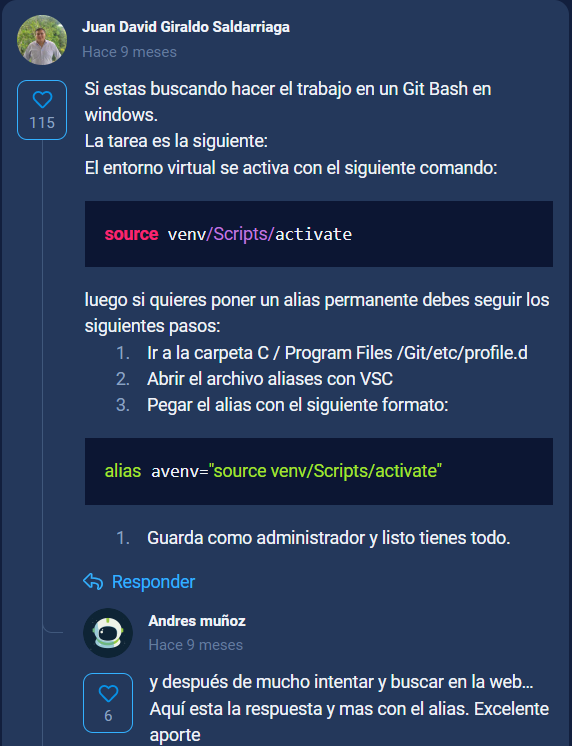 Juan David Giraldo Saldarriaga
Hace 9 meses
115
Si estas buscando hacer el trabajo en un Git Bash en
windows.
La tarea es la siguiente:
El entorno virtual se activa con el siguiente comando:
source venv/Scripts/activate
luego si quieres poner un alias permanente debes seguir los
siguientes pasos:
1. Ir a la carpeta C / Program Files /Git/etc/profile.d
2. Abrir el archivo aliases con VSC
3. Pegar el alias con el siguiente formato:
alias avenv="source venv/Scripts/activate"
1. Guarda como administrador y listo tienes todo.
Responder
Andres muñoz
Hace 9 meses
6
y después de mucho intentar y buscar en la web...
Aquí esta la respuesta y mas con el alias. Excelente
aporte